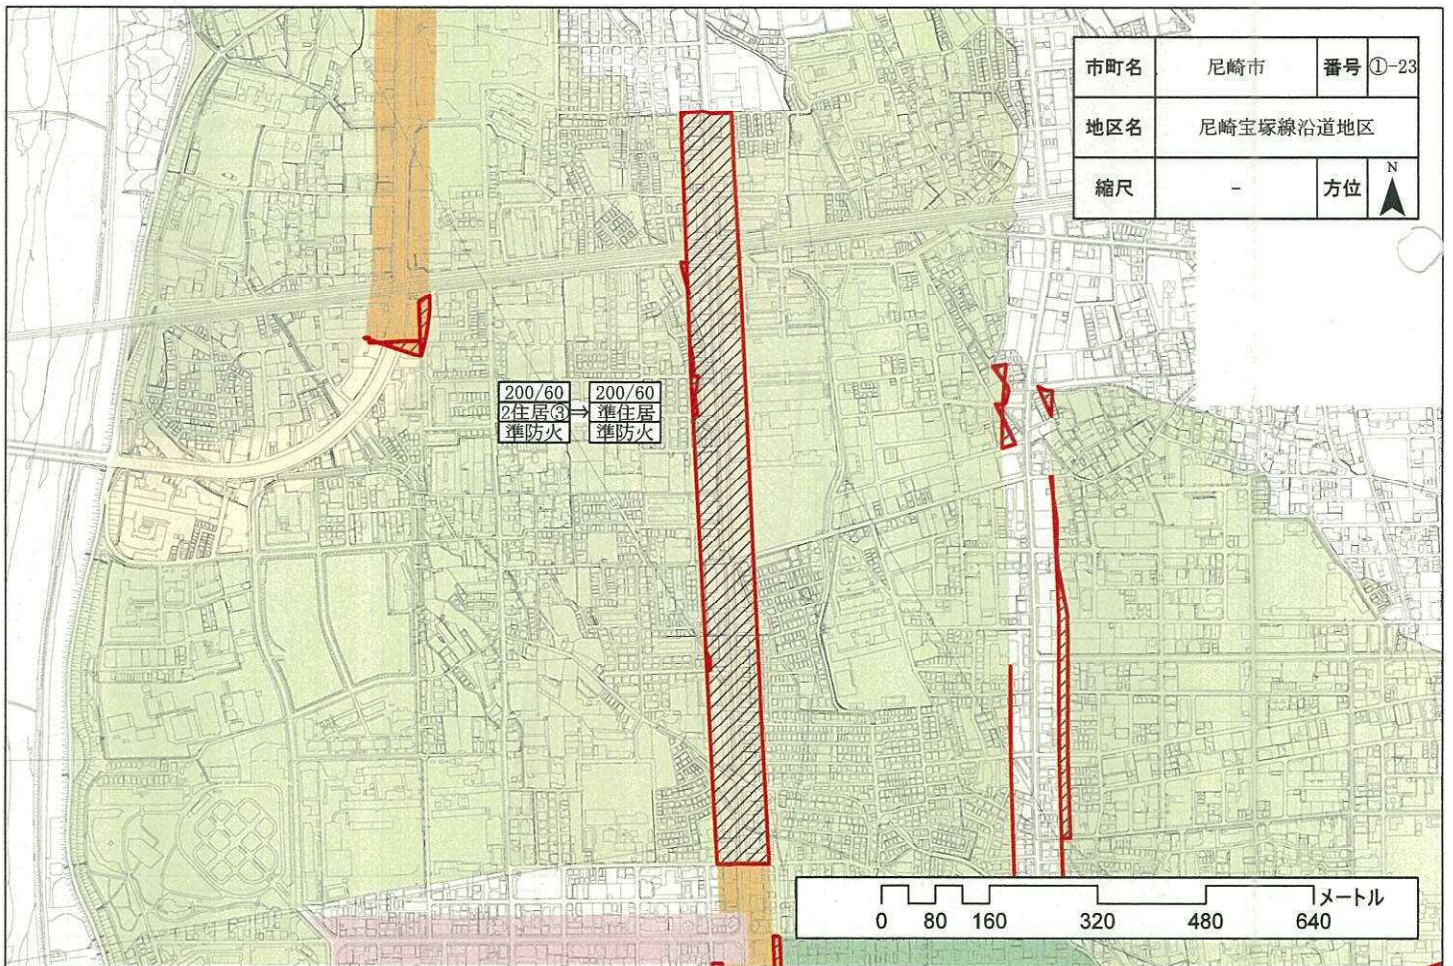 市町名 尼崎市 番号 ①-23
地区名 尼崎宝塚線沿道地区
縮尺 - 方位 N
200/60 200/60
2住居③⇒準住居
準防火 準防火
メートル
0 80 160 320 480 640